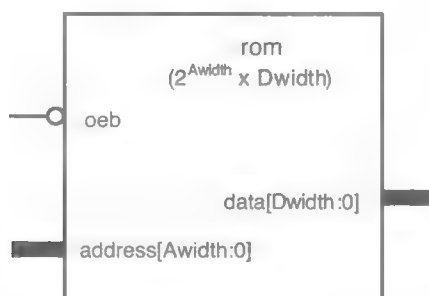 rom
(2^Awidth x Dwidth)
oeb
data[Dwidth:0]
address[Awidth:0]